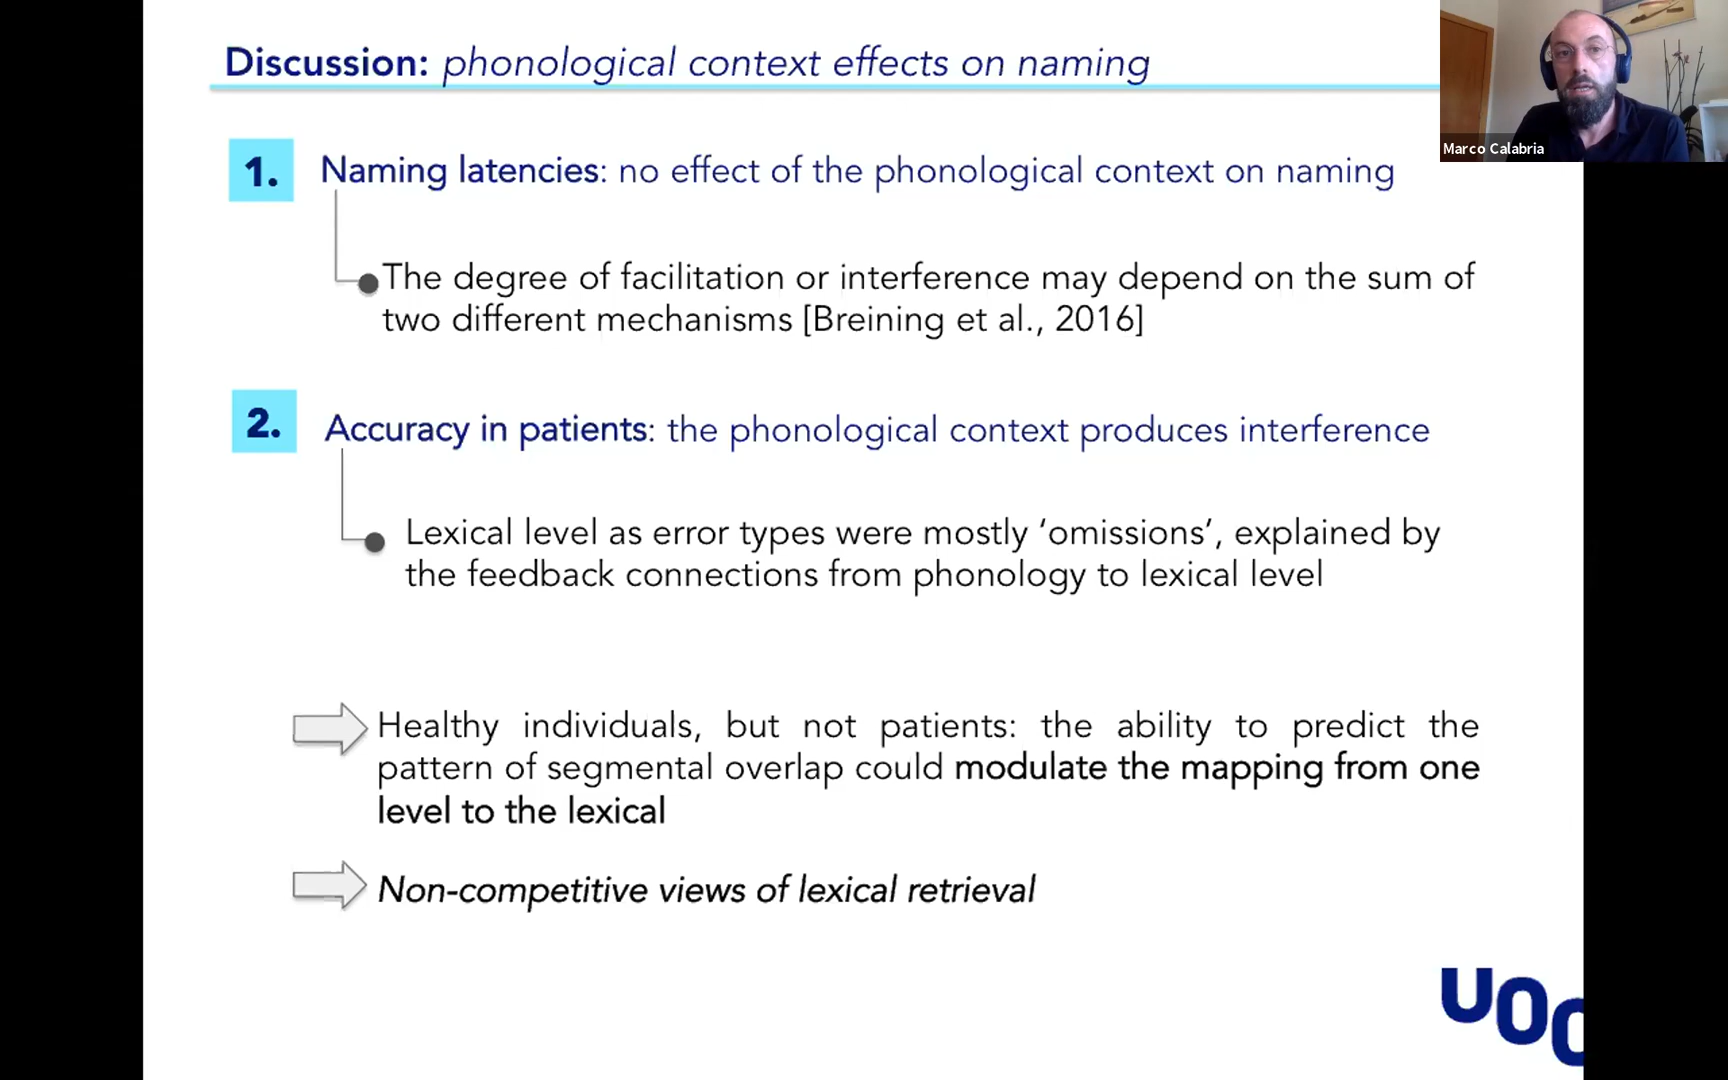 Discussion: phonological context effects on naming
Marco Calabria
1. Naming latencies: no effect of the phonological context on naming
The degree of facilitation or interference may depend on the sum of
two different mechanisms [Breining et al., 2016]
2. Accuracy in patients: the phonological context produces interference
Lexical level as error types were mostly ‘omissions’, explained by
the feedback connections from phonology to lexical level
Healthy individuals, but not patients: the ability to predict the
pattern of segmental overlap could modulate the mapping from one
level to the lexical
Non-competitive views of lexical retrieval
UOC